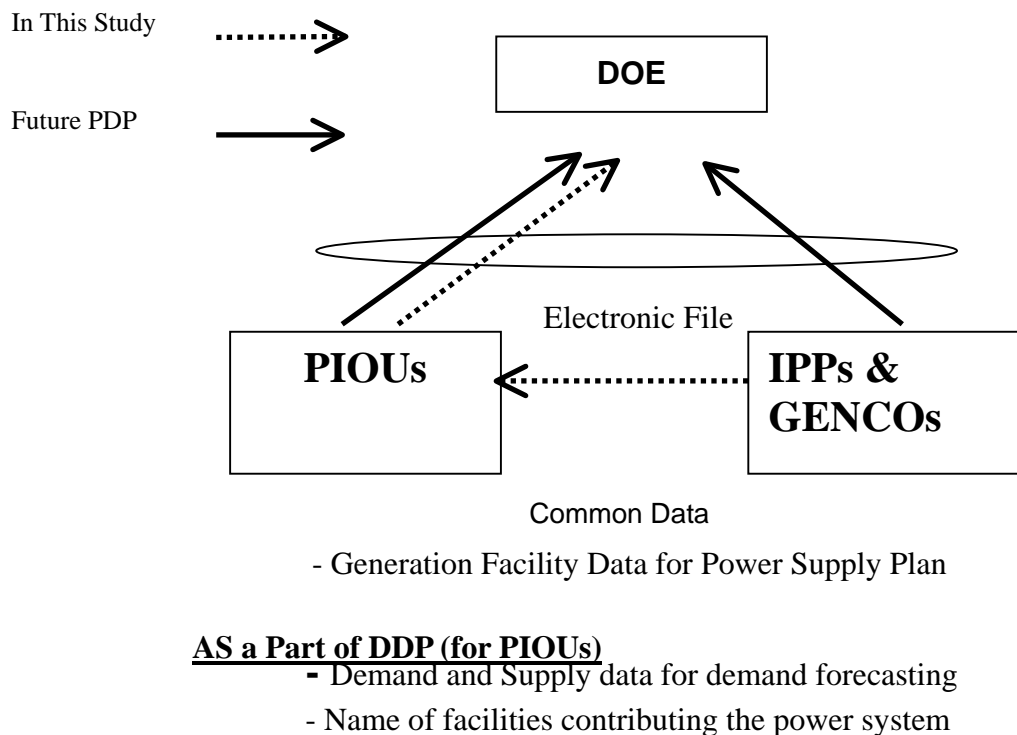 In This Study
DOE
Future PDP
Electronic File
PIOUs
IPPs &
GENCOs
Common Data
- Generation Facility Data for Power Supply Plan
AS a Part of DDP (for PIOUs)
- Demand and Supply data for demand forecasting
- Name of facilities contributing the power system